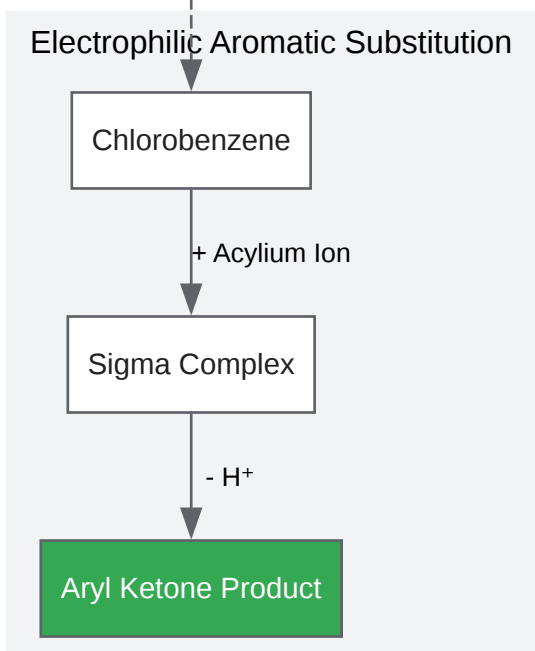 Electrophilic Aromatic Substitution
Chlorobenzene
+ Acylium Ion
Sigma Complex
- H⁺
Aryl Ketone Product